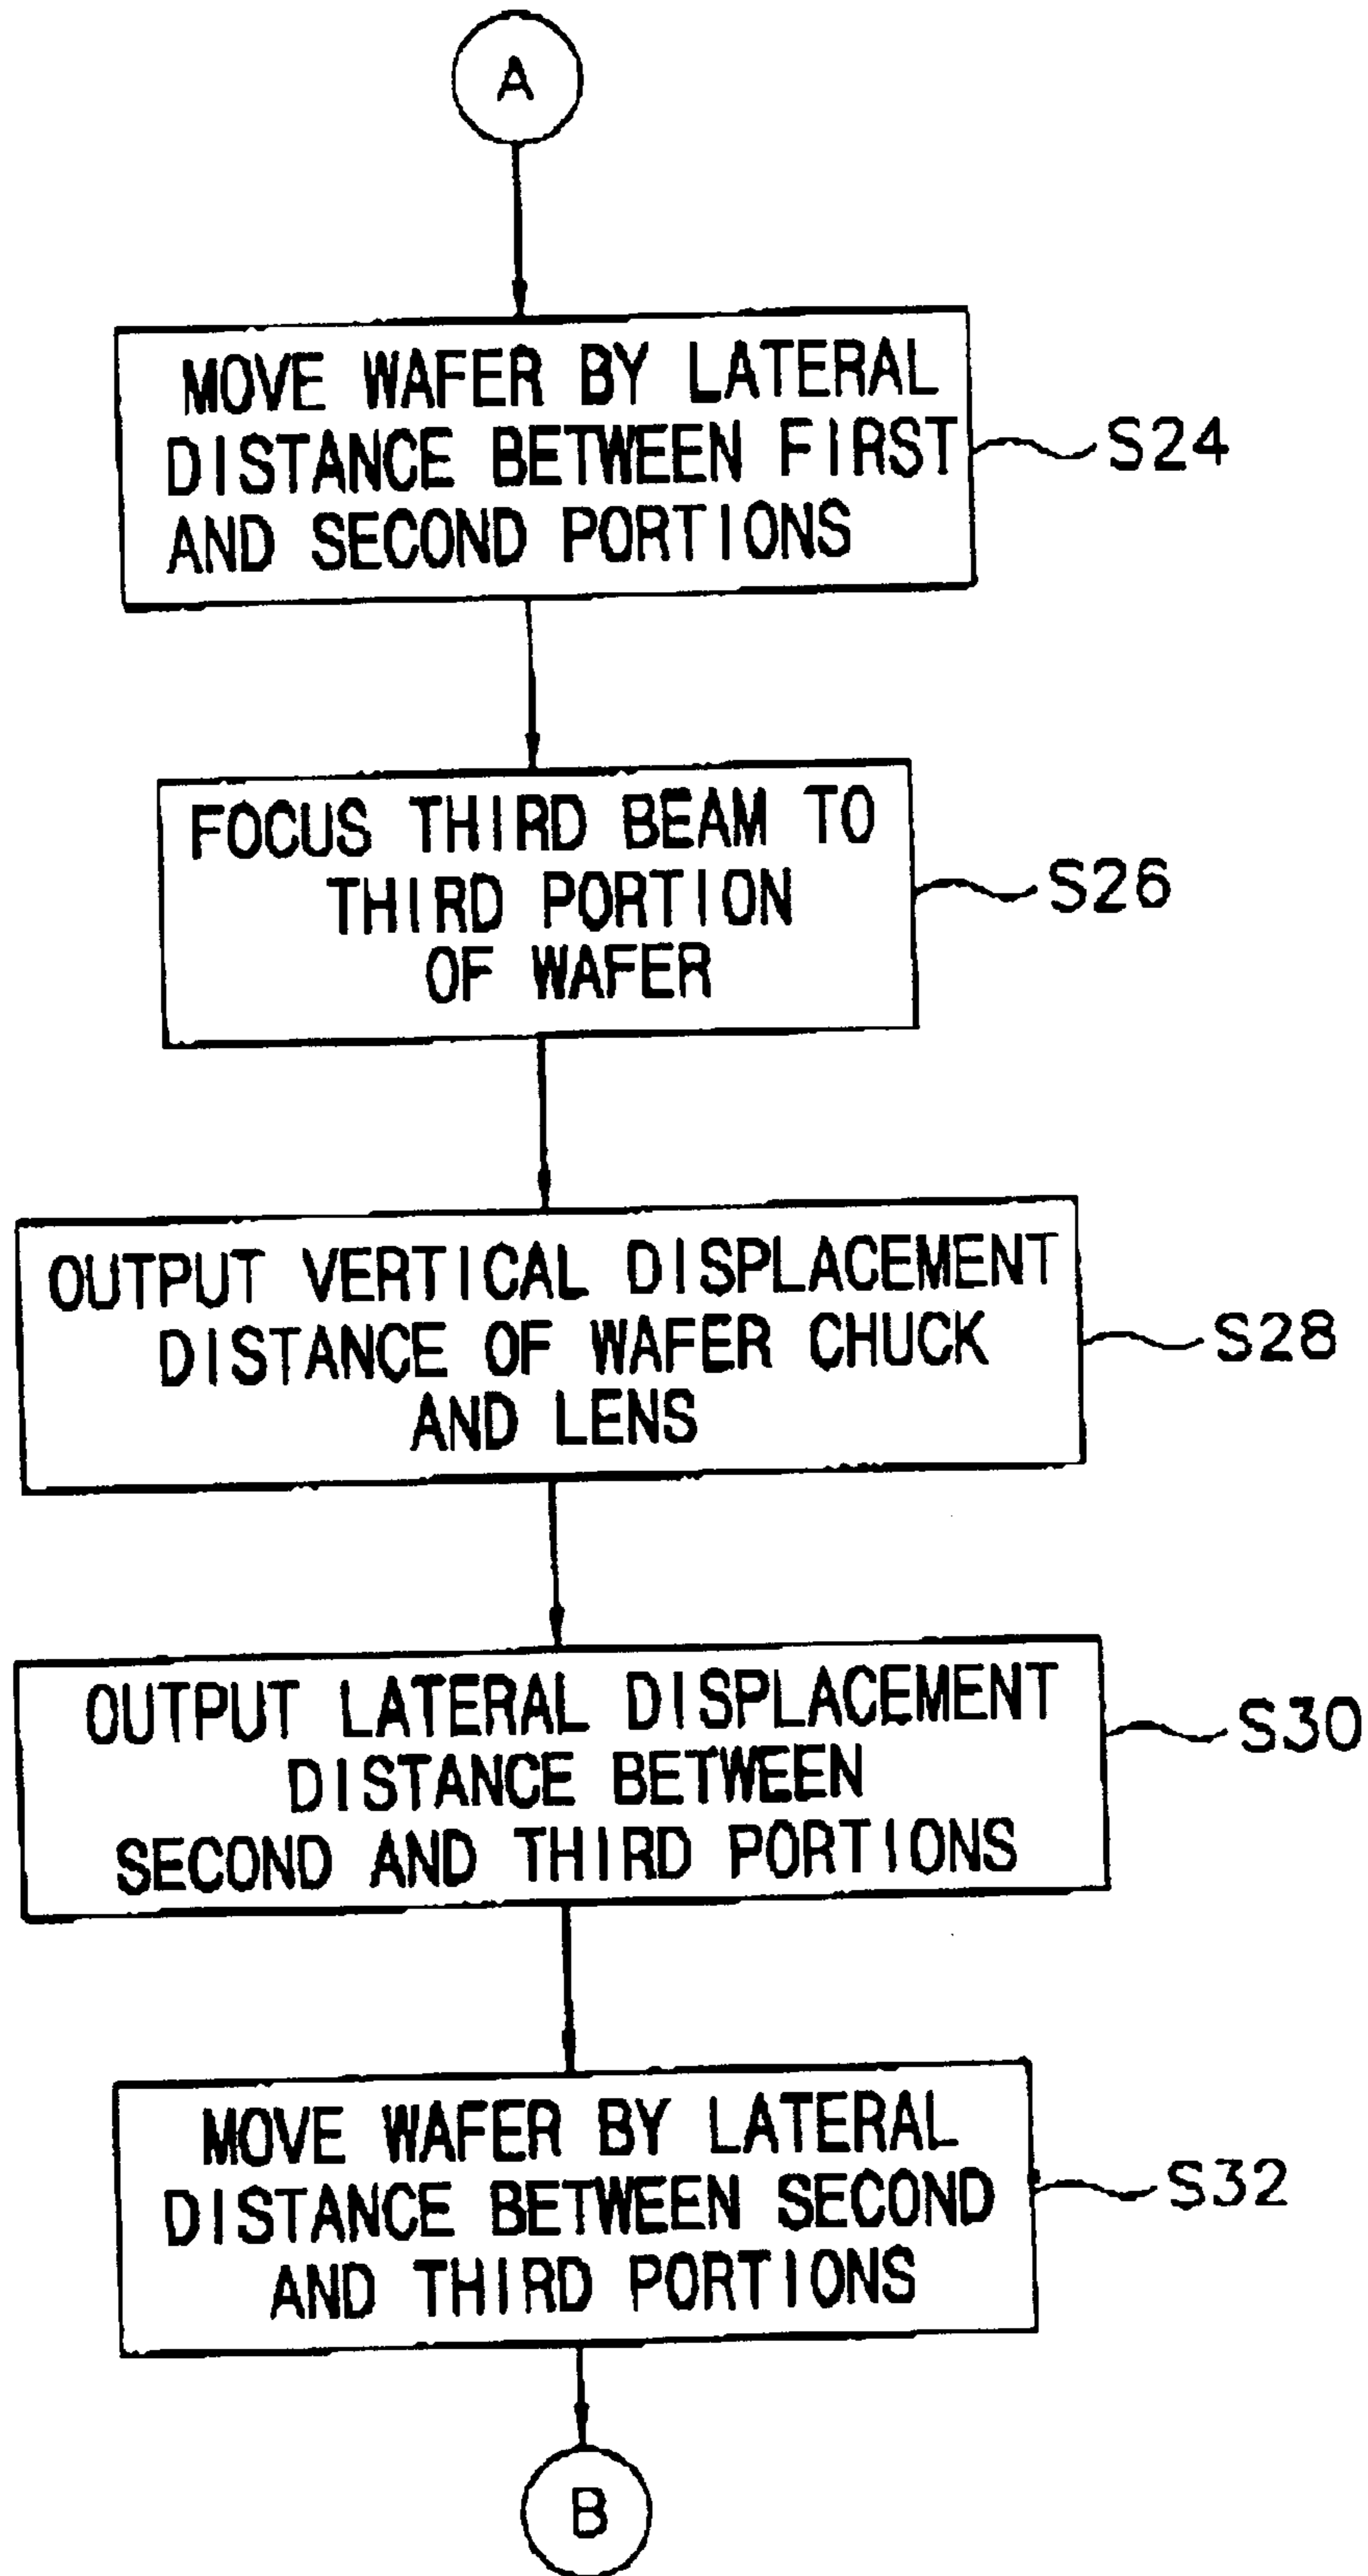 A
MOVE WAFER BY LATERAL
DISTANCE BETWEEN FIRST
AND SECOND PORTIONS
S24
FOCUS THIRD BEAM TO
THIRD PORTION
OF WAFER
S26
OUTPUT VERTICAL DISPLACEMENT
DISTANCE OF WAFER CHUCK
AND LENS
S28
OUTPUT LATERAL DISPLACEMENT
DISTANCE BETWEEN
SECOND AND THIRD PORTIONS
S30
MOVE WAFER BY LATERAL
DISTANCE BETWEEN SECOND
AND THIRD PORTIONS
S32
B